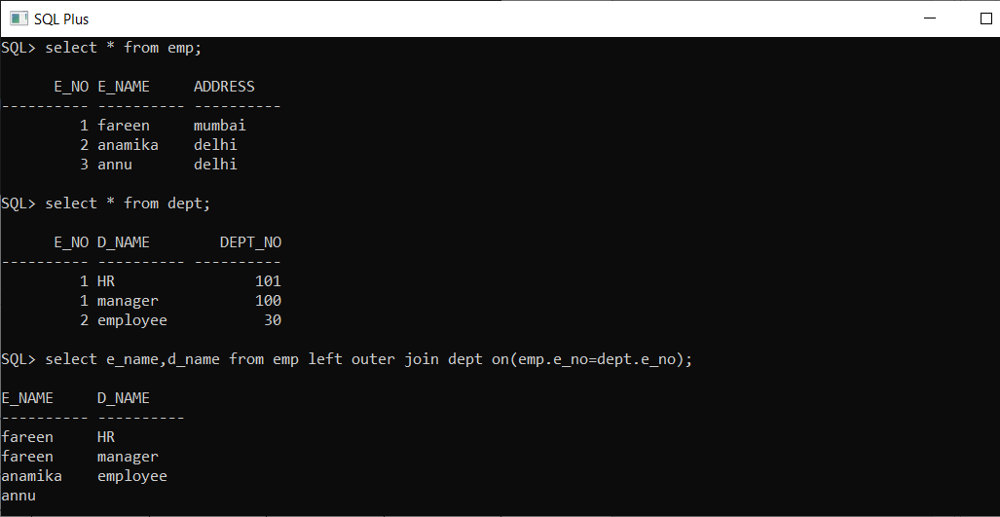 SQL Plus
SQL> select * from emp;
      E_NO E_NAME     ADDRESS
---------- ---------- ----------
         1 fareen     mumbai
         2 anamika    delhi
         3 annu       delhi
SQL> select * from dept;
      E_NO D_NAME        DEPT_NO
---------- ---------- ----------
         1 HR                101
         1 manager           100
         2 employee           30
SQL> select e_name,d_name from emp left outer join dept on(emp.e_no=dept.e_no);
E_NAME     D_NAME
---------- ----------
fareen     HR
fareen     manager
anamika    employee
annu